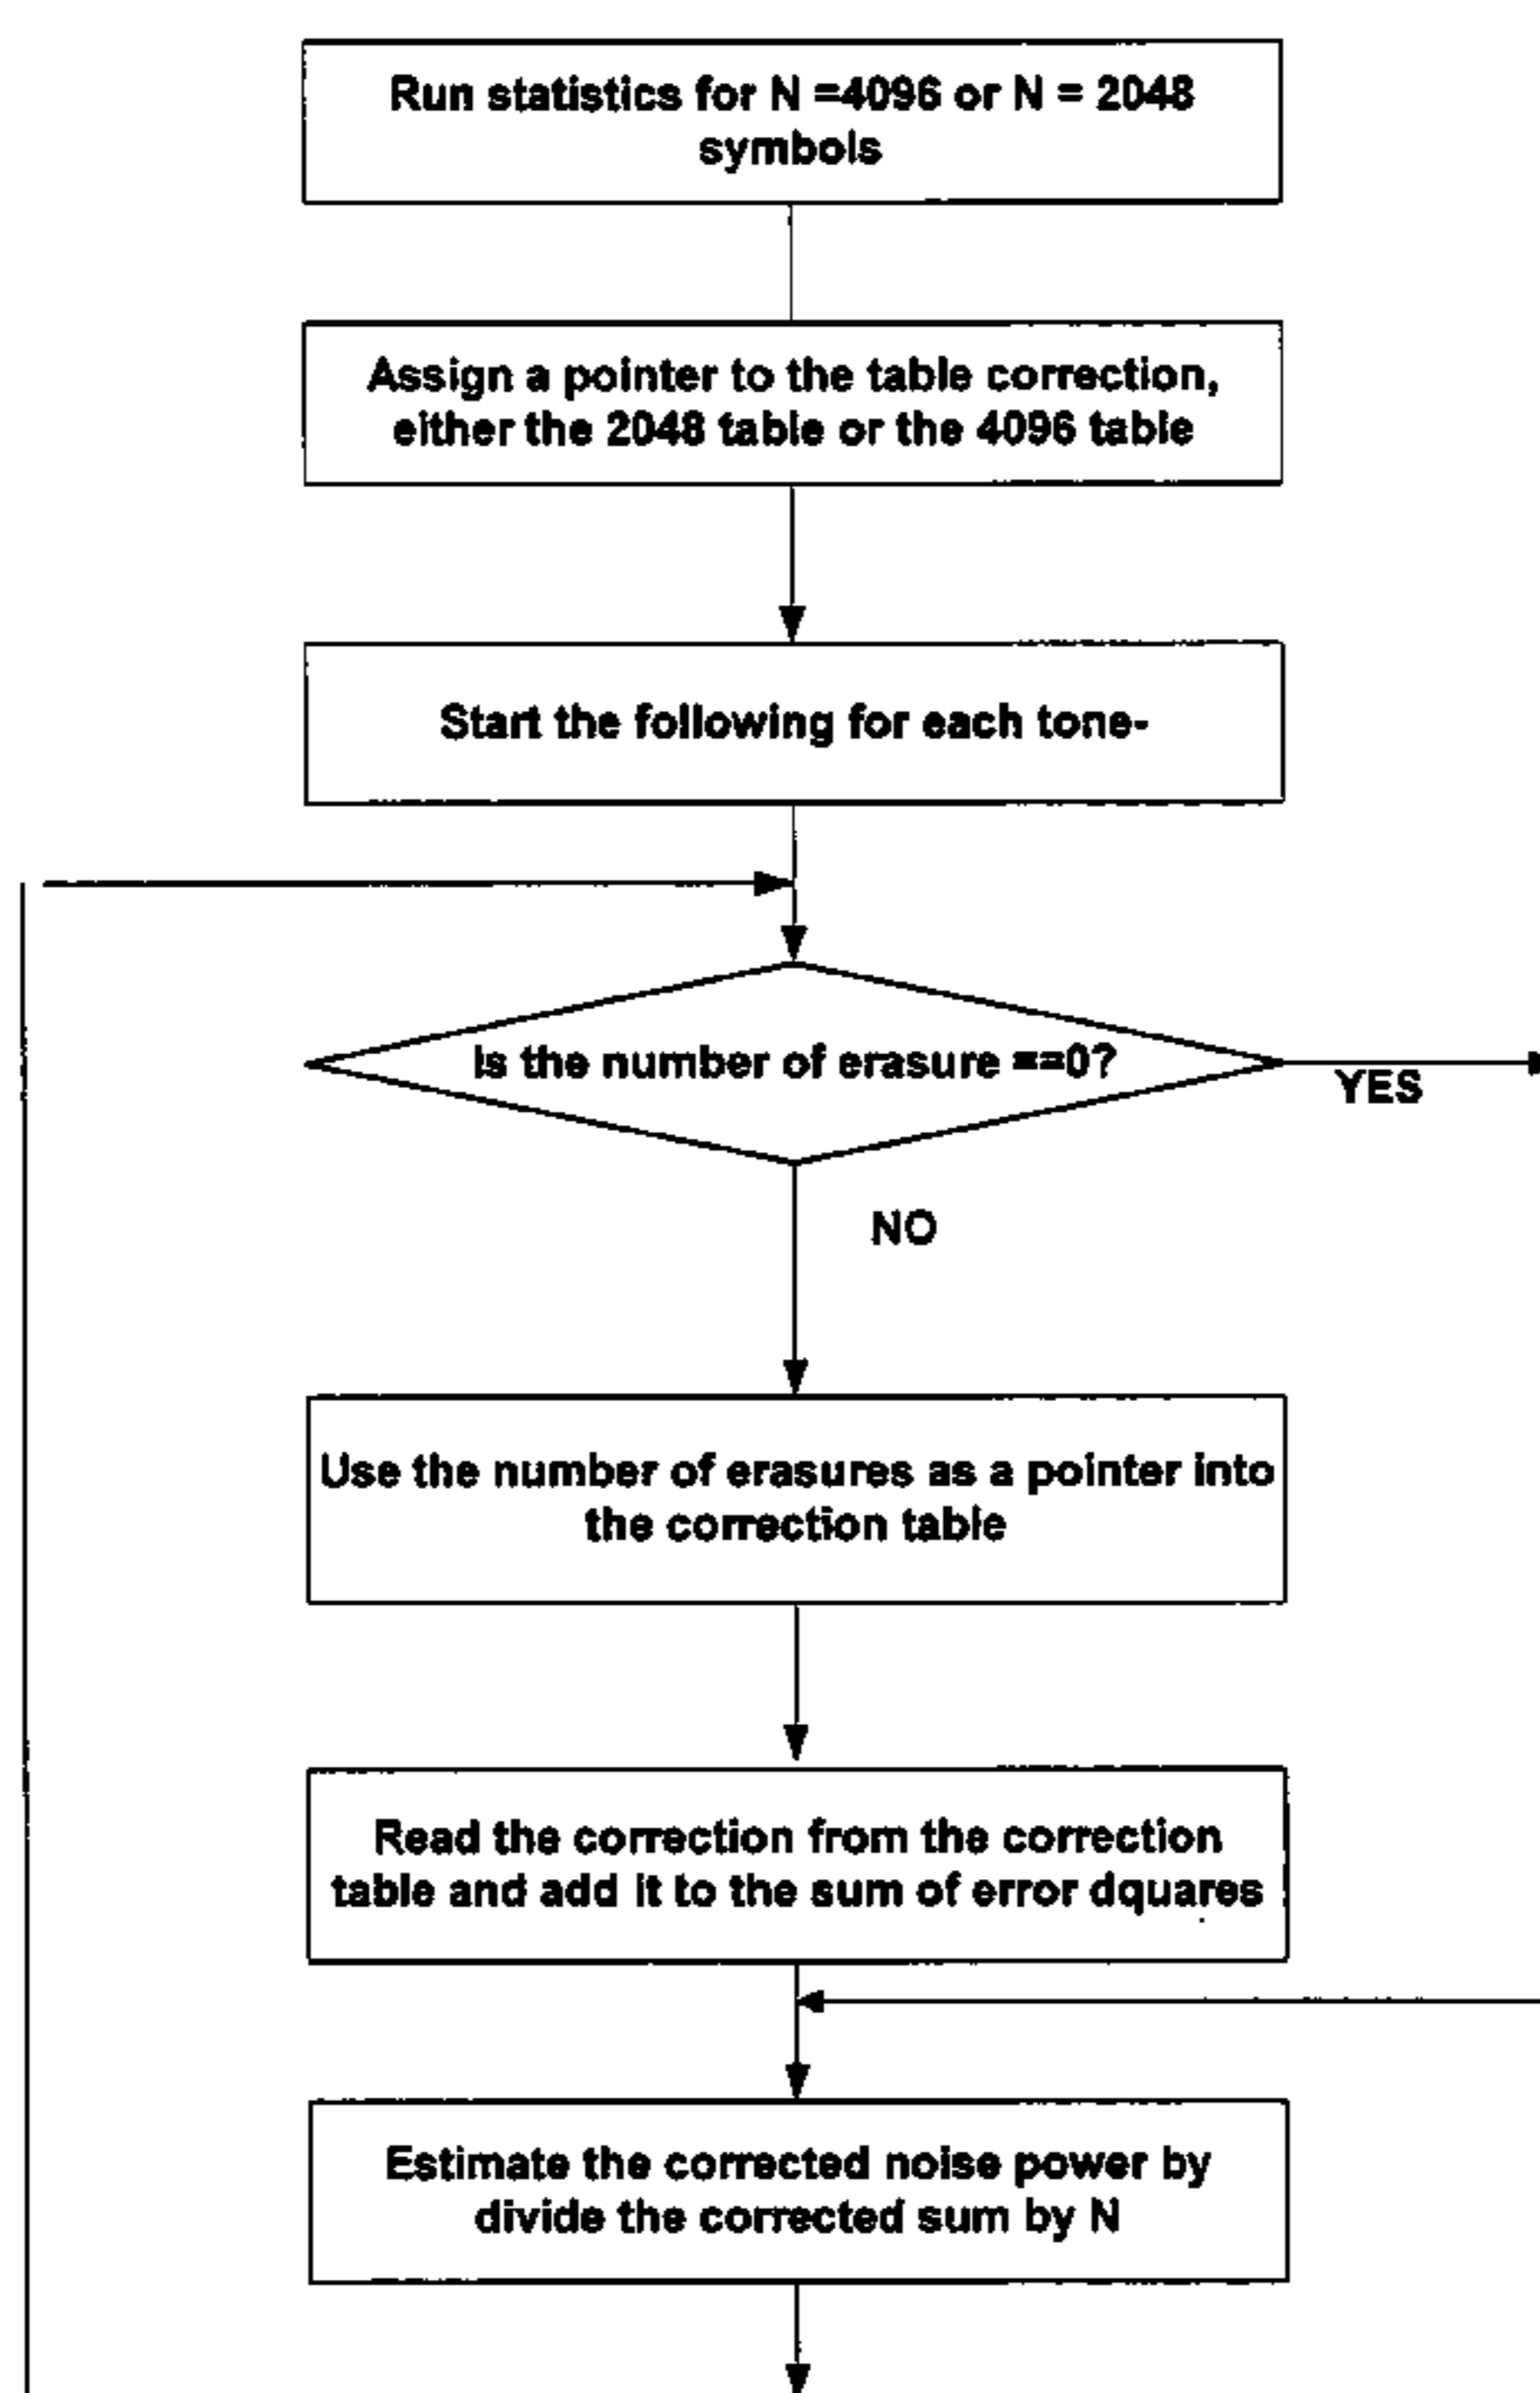 Run statistics for N =4096 or N = 2048
symbols
Assign a pointer to the table correction,
either the 2048 table or the 4096 table
Start the following for each tone-
Is the number of erasure ==0?
YES
NO
Use the number of erasures as a pointer into
the correction table
Read the correction from the correction
table and add it to the sum of error dquares
Estimate the corrected noise power by
divide the corrected sum by N